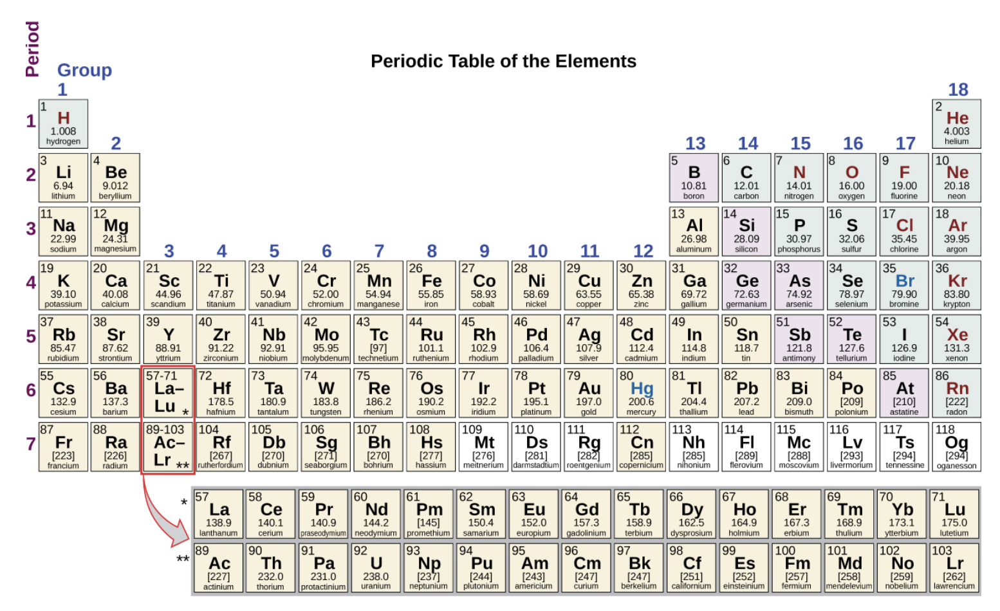 Period
Periodic Table of the Elements
Group
1 18
1 2
1 H He
1.008 4.003
hydrogen helium
2 13 14 15 16 17
3 4 5 6 7 8 9 10
2 Li Be B C N O F Ne
6.94 9.012 10.81 12.01 14.01 16.00 19.00 20.18
lithium beryllium boron carbon nitrogen oxygen fluorine neon
11 12 13 14 15 16 17 18
3 Na Mg Al Si P S Cl Ar
22.99 24.31 26.98 28.09 30.97 32.06 35.45 39.95
sodium magnesium aluminum silicon phosphorus sulfur chlorine argon
3 4 5 6 7 8 9 10 11 12
19 20 21 22 23 24 25 26 27 28 29 30 31 32 33 34 35 36
4 K Ca Sc Ti V Cr Mn Fe Co Ni Cu Zn Ga Ge As Se Br Kr
39.10 40.08 44.96 47.87 50.94 52.00 54.94 55.85 58.93 58.69 63.55 65.38 69.72 72.63 74.92 78.97 79.90 83.80
potassium calcium scandium titanium vanadium chromium manganese iron cobalt nickel copper zinc gallium germanium arsenic selenium bromine krypton
37 38 39 40 41 42 43 44 45 46 47 48 49 50 51 52 53 54
5 Rb Sr Y Zr Nb Mo Tc Ru Rh Pd Ag Cd In Sn Sb Te I Xe
85.47 87.62 88.91 91.22 92.91 95.95 [97] 101.1 102.9 106.4 107.9 112.4 114.8 118.7 121.8 127.6 126.9 131.3
rubidium strontium yttrium zirconium niobium molybdenum technetium ruthenium rhodium palladium silver cadmium indium tin antimony tellurium iodine xenon
55 56 57-71 72 73 74 75 76 77 78 79 80 81 82 83 84 85 86
6 Cs Ba La– Hf Ta W Re Os Ir Pt Au Hg Tl Pb Bi Po At Rn
132.9 137.3 Lu * 178.5 180.9 183.8 186.2 190.2 192.2 195.1 197.0 200.6 204.4 207.2 209.0 [209] [210] [222]
cesium barium hafnium tantalum tungsten rhenium osmium iridium platinum gold mercury thallium lead bismuth polonium astatine radon
87 88 89-103 104 105 106 107 108 109 110 111 112 113 114 115 116 117 118
7 Fr Ra Ac– Rf Db Sg Bh Hs Mt Ds Rg Cn Nh Fl Mc Lv Ts Og
[223] [226] Lr ** [267] [270] [271] [270] [277] [276] [281] [282] [285] [285] [289] [288] [293] [294] [294]
francium radium rutherfordium dubnium seaborgium bohrium hassium meitnerium darmstadtium roentgenium copernicium nihonium flerovium moscovium livermorium tennessine oganesson
57 58 59 60 61 62 63 64 65 66 67 68 69 70 71
* La Ce Pr Nd Pm Sm Eu Gd Tb Dy Ho Er Tm Yb Lu
138.9 140.1 140.9 144.2 [145] 150.4 152.0 157.3 158.9 162.5 164.9 167.3 168.9 173.1 175.0
lanthanum cerium praseodymium neodymium promethium samarium europium gadolinium terbium dysprosium holmium erbium thulium ytterbium lutetium
89 90 91 92 93 94 95 96 97 98 99 100 101 102 103
** Ac Th Pa U Np Pu Am Cm Bk Cf Es Fm Md No Lr
[227] 232.0 231.0 238.0 [237] [244] [243] [247] [247] [251] [252] [257] [258] [259] [262]
actinium thorium protactinium uranium neptunium plutonium americium curium berkelium californium einsteinium fermium mendelevium nobelium lawrencium